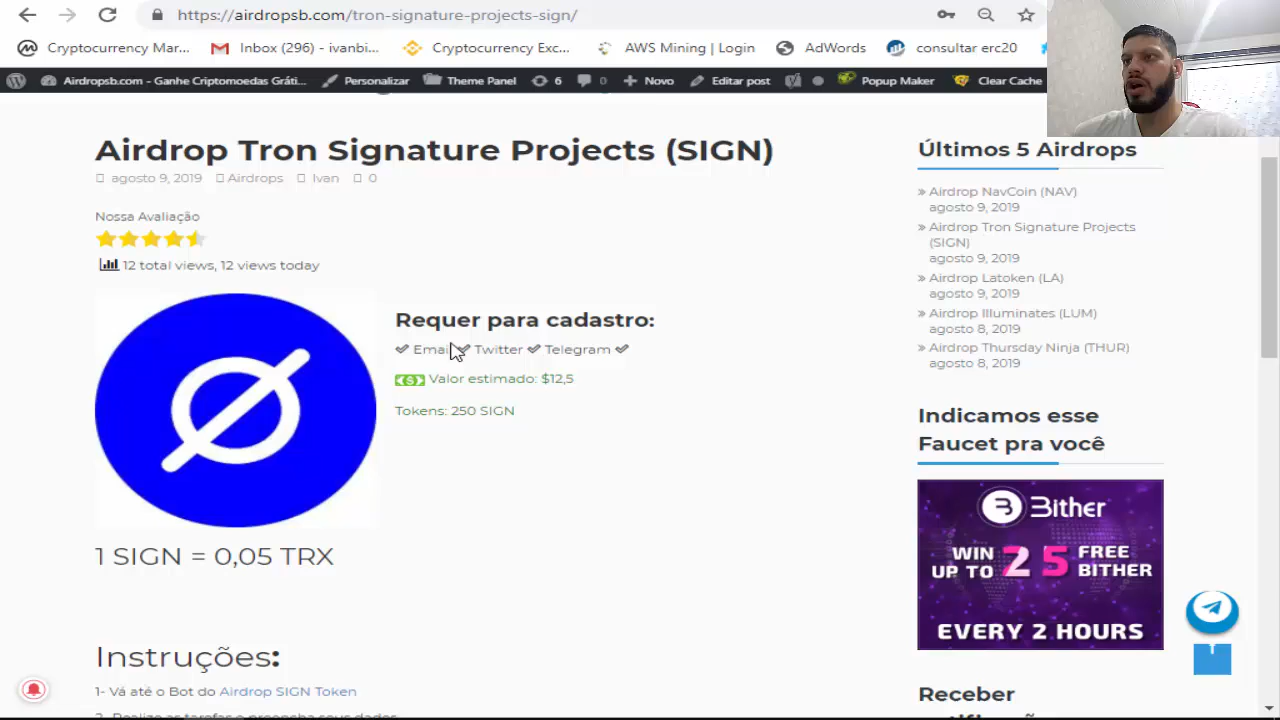 https://airdropsb.com/tron-signature-projects-sign/
Cryptocurrency Mar... Inbox (296) - ivanbi... Cryptocurrency Exc... AWS Mining | Login AdWords consultar erc20
Airdropsb.com - Ganhe Criptomoedas Gráti... Personalizar Theme Panel 6 0 Novo Editar post Popup Maker Clear Cache
Airdrop Tron Signature Projects (SIGN)
agosto 9, 2019 Airdrops Ivan 0
Nossa Avaliação
12 total views, 12 views today
Requer para cadastro:
Email Twitter Telegram
Valor estimado: $12,5
Tokens: 250 SIGN
1 SIGN = 0,05 TRX
Instruções:
1- Vá até o Bot do Airdrop SIGN Token
2- Realize as tarefas e preencha seus dados
Últimos 5 Airdrops
» Airdrop NavCoin (NAV)
agosto 9, 2019
» Airdrop Tron Signature Projects
(SIGN)
agosto 9, 2019
» Airdrop Latoken (LA)
agosto 9, 2019
» Airdrop Illuminates (LUM)
agosto 8, 2019
» Airdrop Thursday Ninja (THUR)
agosto 8, 2019
Indicamos esse
Faucet pra você
Bither
WIN UP TO 25 FREE BITHER
EVERY 2 HOURS
Receber